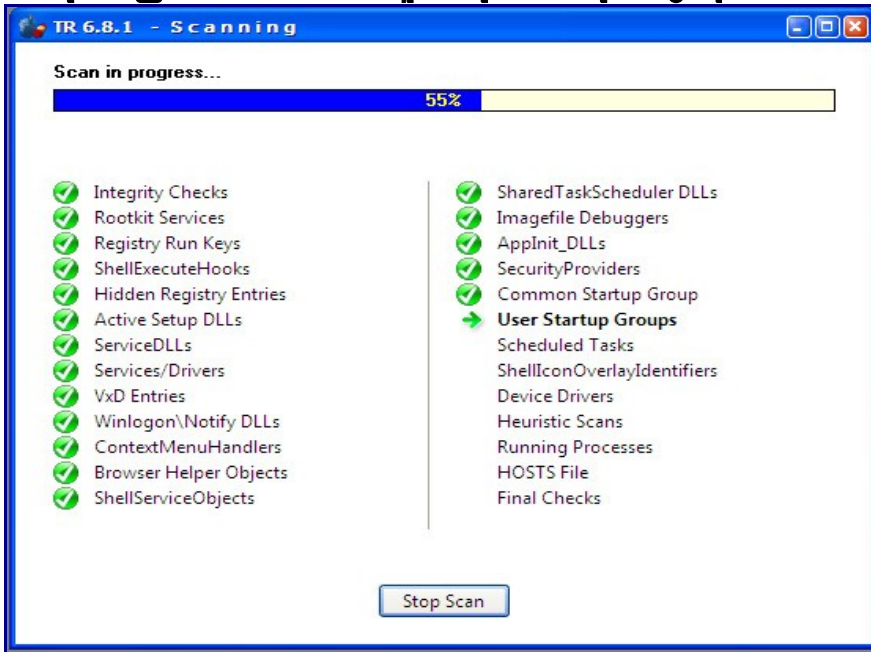 TR 6.8.1 - Scanning
Scan in progress...
55%
Integrity Checks
Rootkit Services
Registry Run Keys
ShellExecuteHooks
Hidden Registry Entries
Active Setup DLLs
ServiceDLLs
Services/Drivers
VxD Entries
Winlogon\Notify DLLs
ContextMenuHandlers
Browser Helper Objects
ShellServiceObjects
SharedTaskScheduler DLLs
Imagefile Debuggers
AppInit_DLLs
SecurityProviders
Common Startup Group
User Startup Groups
Scheduled Tasks
ShellIconOverlayIdentifiers
Device Drivers
Heuristic Scans
Running Processes
HOSTS File
Final Checks
Stop Scan